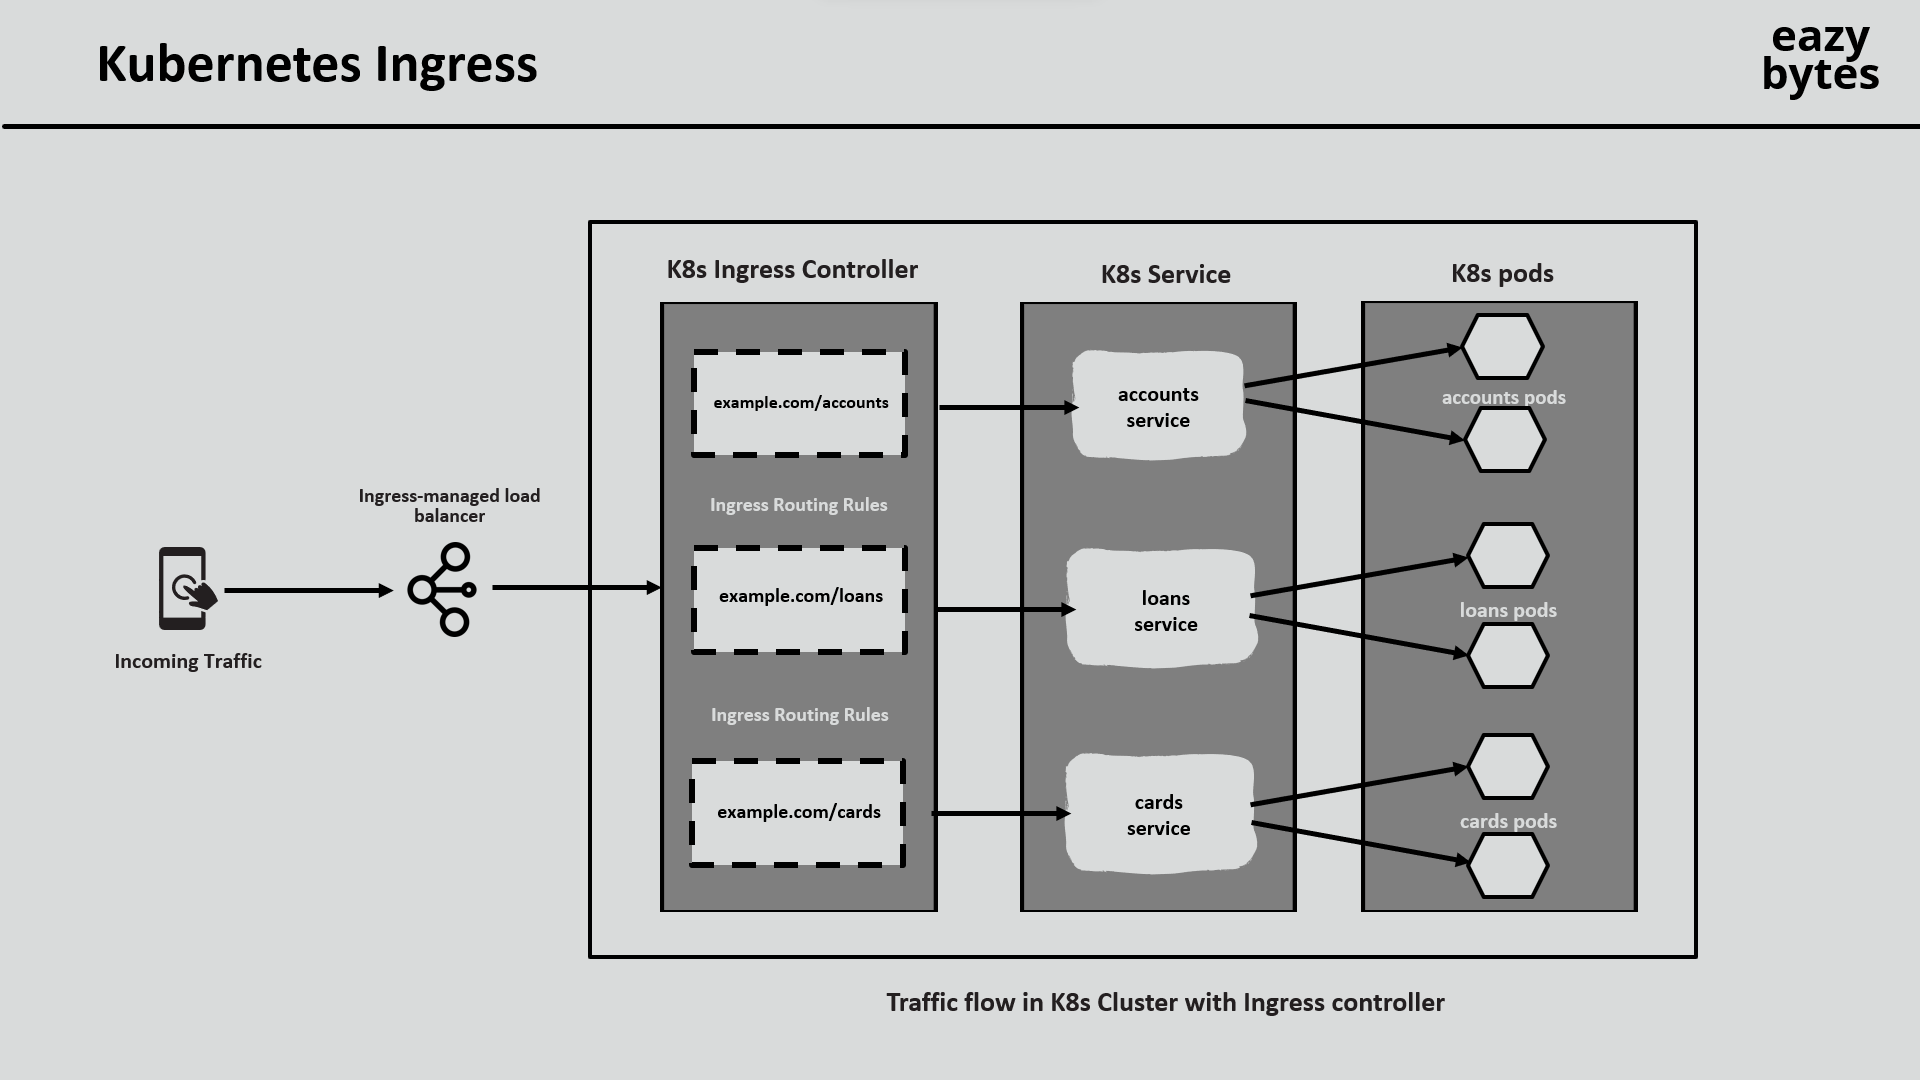 Kubernetes Ingress
eazy
bytes
K8s Ingress Controller
K8s Service
K8s pods
example.com/accounts
accounts
service
accounts pods
Ingress-managed load
balancer
Ingress Routing Rules
example.com/loans
loans
service
loans pods
Incoming Traffic
Ingress Routing Rules
example.com/cards
cards
service
cards pods
Traffic flow in K8s Cluster with Ingress controller